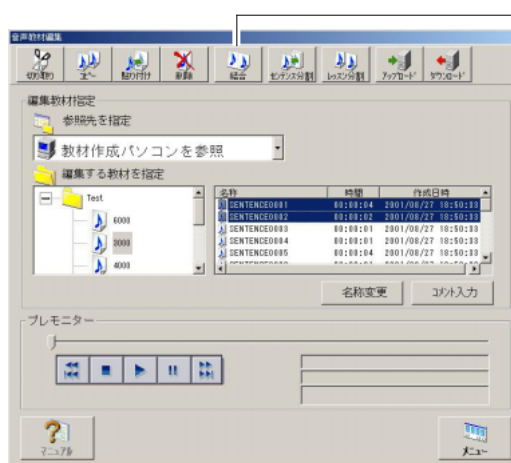 音声教材編集
切り取り コピー 貼り付け 削除 結合 センテンス分割 レッスン分割 アップロード ダウンロード
編集教材指定
参照先を指定
教材作成パソコンを参照
編集する教材を指定
Test
6000
3000
4000
名称 時間 作成日時
SENTENCE0001 00:00:04 2001/08/27 18:50:33
SENTENCE0002 00:00:02 2001/08/27 18:50:33
SENTENCE0003 00:00:01 2001/08/27 18:50:33
SENTENCE0004 00:00:01 2001/08/27 18:50:33
SENTENCE0005 00:00:04 2001/08/27 18:50:33
名称変更 コメント入力
プレモニター
マニュアル
メニュー